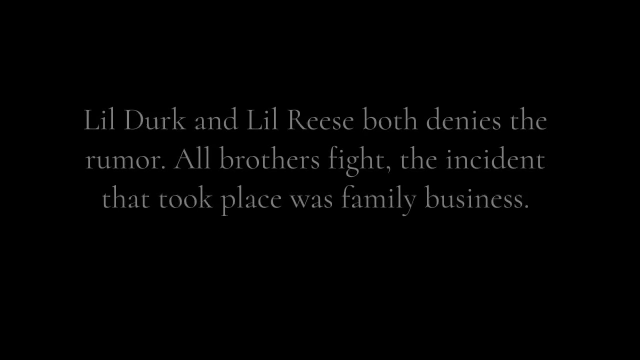 Lil Durk and Lil Reese both denies the
rumor. All brothers fight, the incident
that took place was family business.